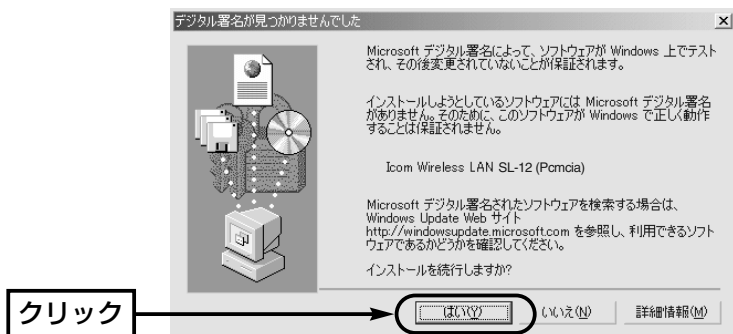 デジタル署名が見つかりませんでした
Microsoft デジタル署名によって、ソフトウェアが Windows 上でテスト
され、その後変更されていないことが保証されます。
インストールしようとしているソフトウェアには Microsoft デジタル署名
がありません。そのために、このソフトウェアが Windows で正しく動作
することは保証されません。
Icom Wireless LAN SL-12 (Pcmcia)
Microsoft デジタル署名されたソフトウェアを検索する場合は、
Windows Update Web サイト
http://windowsupdate.microsoft.com を参照し、利用できるソフト
ウェアであるかどうかを確認してください。
インストールを続行しますか?
クリック
はい(Y)
いいえ(N)
詳細情報(M)